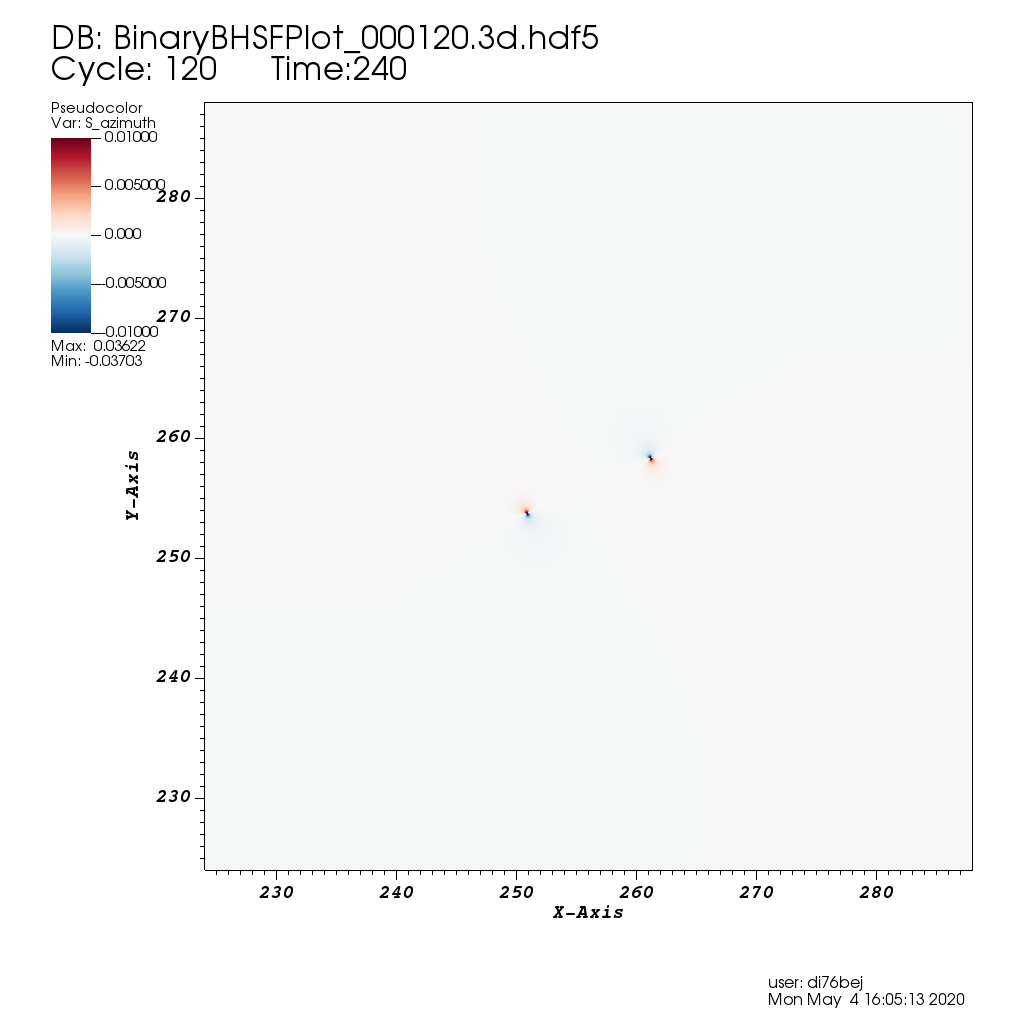 DB: BinaryBHSFPlot_000120.3d.hdf5
Cycle: 120 Time:240
Pseudocolor
Var: S_azimuth
0.01000
0.005000
0.000
-0.005000
-0.01000
Max: 0.03622
Min: -0.03703
280
270
260
250
240
230
Y-Axis
230 240 250 260 270 280
X-Axis
user: di76bej
Mon May 4 16:05:13 2020